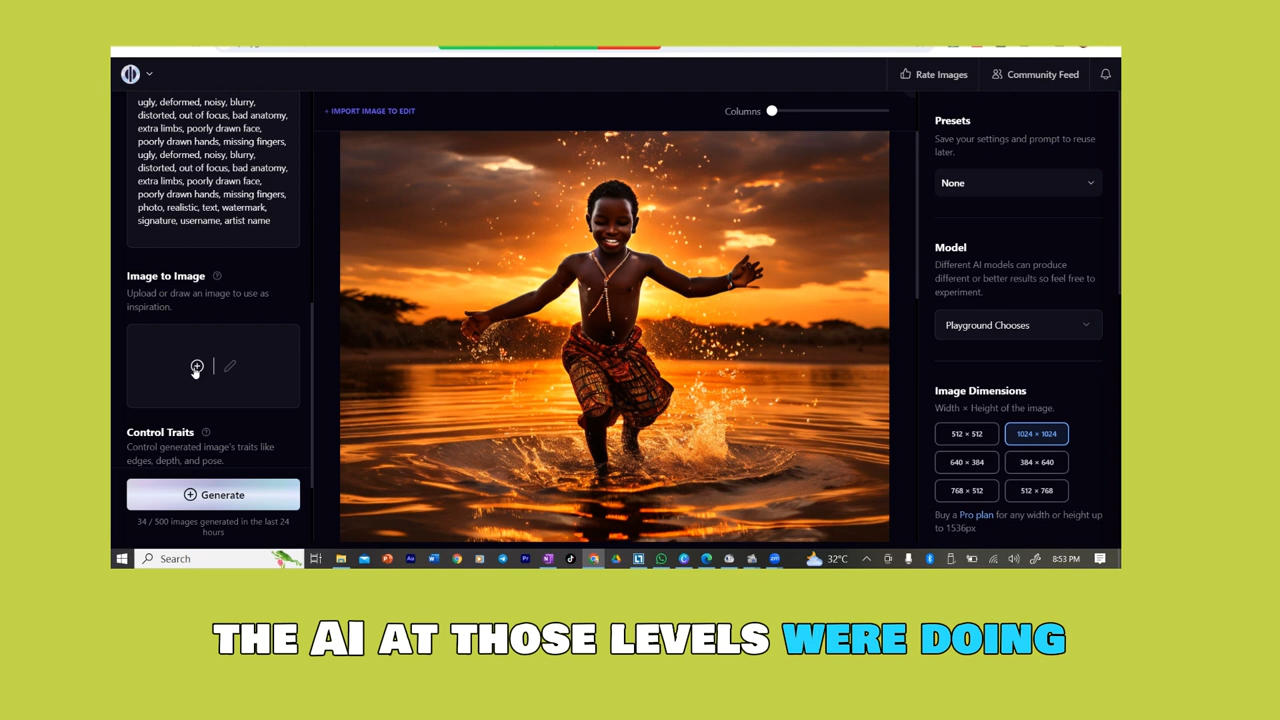 Rate Images
Community Feed
ugly, deformed, noisy, blurry,
distorted, out of focus, bad anatomy,
extra limbs, poorly drawn face,
poorly drawn hands, missing fingers,
ugly, deformed, noisy, blurry,
distorted, out of focus, bad anatomy,
extra limbs, poorly drawn face,
poorly drawn hands, missing fingers,
photo, realistic, text, watermark,
signature, username, artist name
Image to Image
Upload or draw an image to use as
inspiration.
Control Traits
Control generated image's traits like
edges, depth, and pose.
Generate
34 / 500 images generated in the last 24
hours
+ IMPORT IMAGE TO EDIT
Columns
Presets
Save your settings and prompt to reuse
later.
None
Model
Different AI models can produce
different or better results so feel free to
experiment.
Playground Chooses
Image Dimensions
Width × Height of the image.
512 × 512
1024 × 1024
640 × 384
384 × 640
768 × 512
512 × 768
Buy a Pro plan for any width or height up
to 1536px
Search
32°C
8:53 PM
THE AI AT THOSE LEVELS WERE DOING